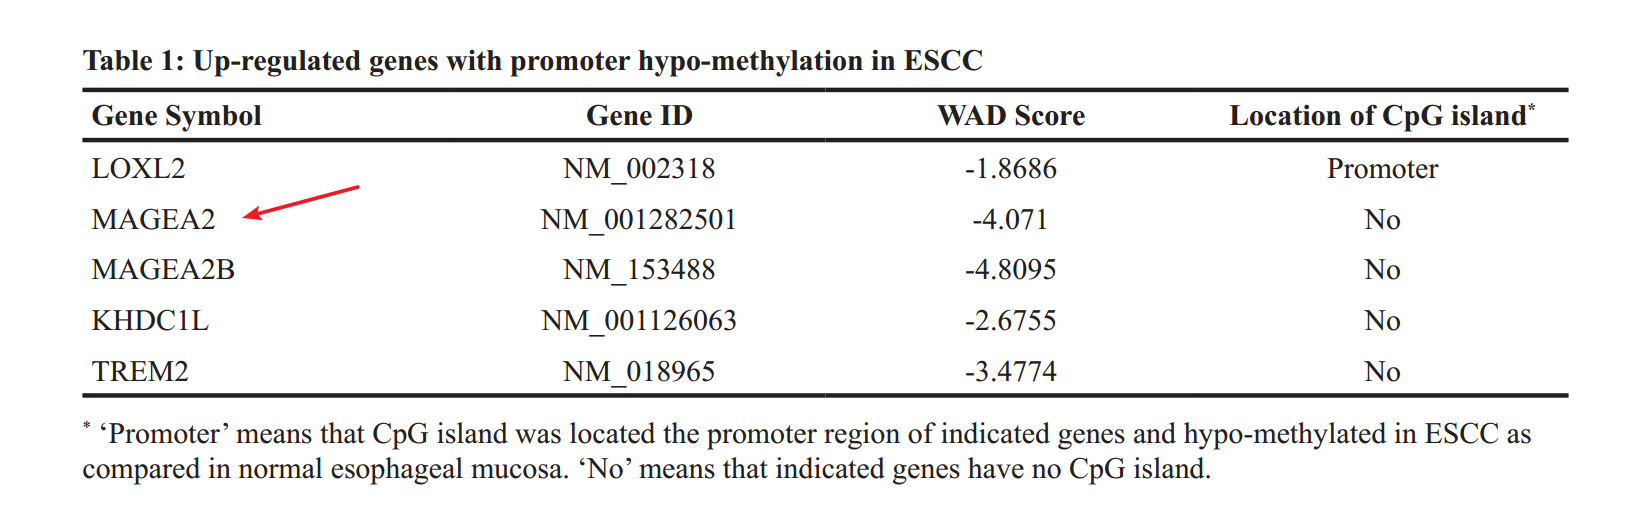 Table 1: Up-regulated genes with promoter hypo-methylation in ESCC
Gene Symbol Gene ID WAD Score Location of CpG island*
LOXL2 NM_002318 -1.8686 Promoter
MAGEA2 NM_001282501 -4.071 No
MAGEA2B NM_153488 -4.8095 No
KHDC1L NM_001126063 -2.6755 No
TREM2 NM_018965 -3.4774 No
* ‘Promoter’ means that CpG island was located the promoter region of indicated genes and hypo-methylated in ESCC as
compared in normal esophageal mucosa. ‘No’ means that indicated genes have no CpG island.